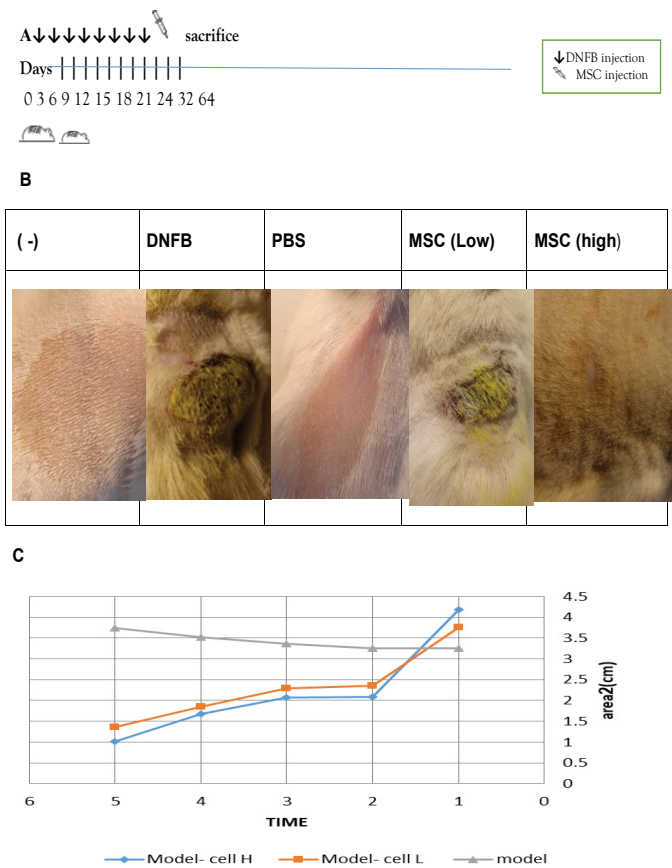 A↓↓↓↓↓↓↓↓ sacrifice
Days
0 3 6 9 12 15 18 21 24 32 64
↓DNFB injection
MSC injection
B
( -) DNFB PBS MSC (Low) MSC (high)
C
4.5
4
3.5
3
2.5
2
1.5
1
0.5
0
area2(cm)
6 5 4 3 2 1 0
TIME
Model- cell H Model- cell L model